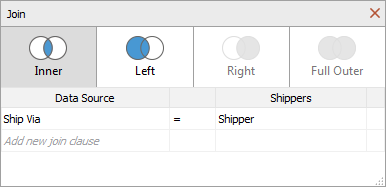 Join
Inner Left Right Full Outer
Data Source Shippers
Ship Via = Shipper
Add new join clause